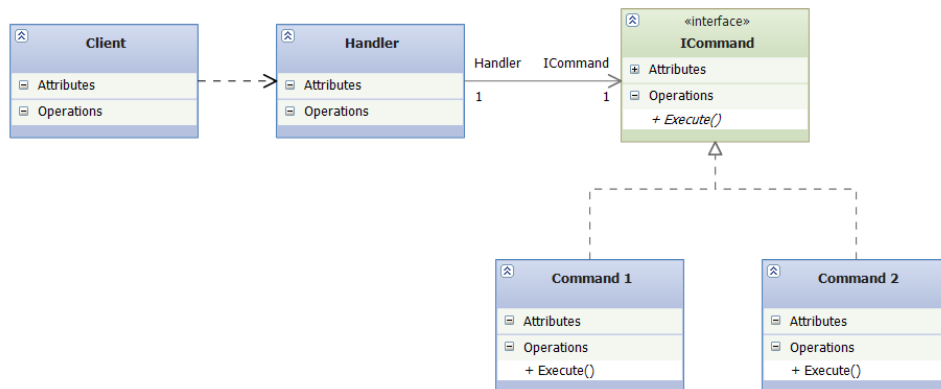 Client
Attributes
Operations
Handler
Attributes
Operations
Handler
ICommand
1
1
«interface»
ICommand
Attributes
Operations
+ Execute()
Command 1
Attributes
Operations
+ Execute()
Command 2
Attributes
Operations
+ Execute()